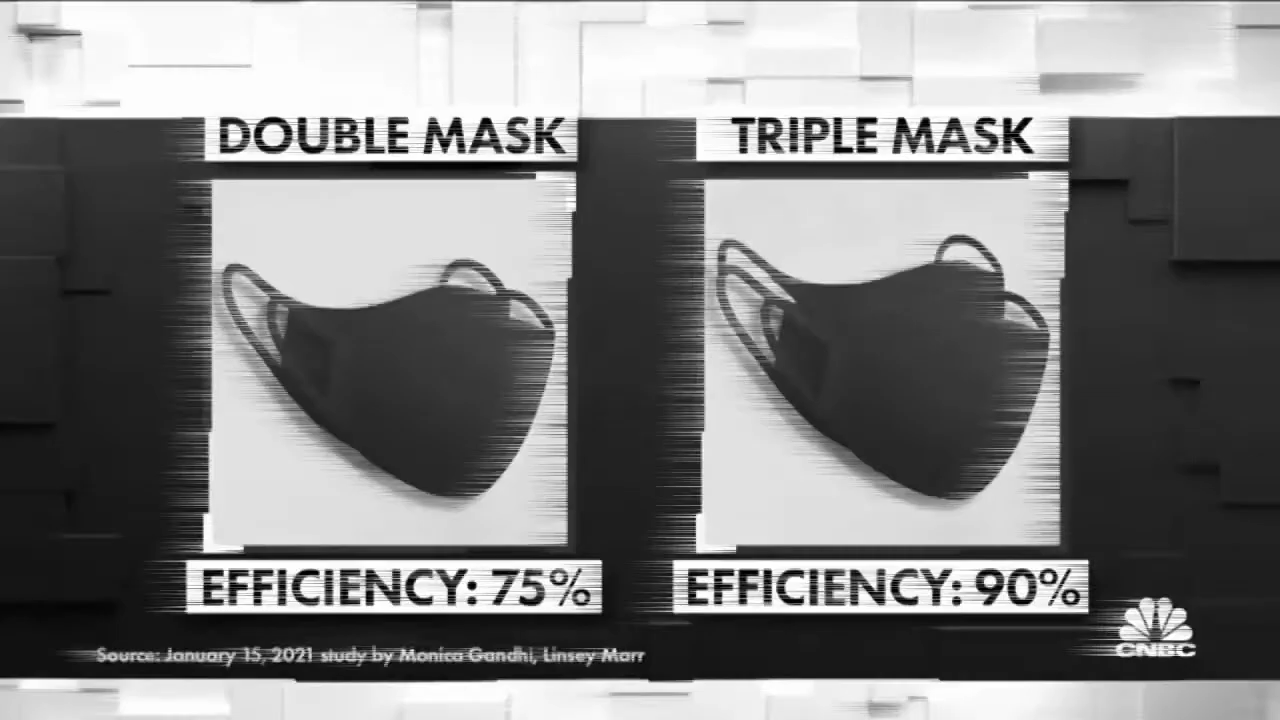 DOUBLE MASK
TRIPLE MASK
EFFICIENCY: 75%
EFFICIENCY: 90%
Source: January 15, 2021 study by Monica Gandhi, Linsey Marr
CNBC